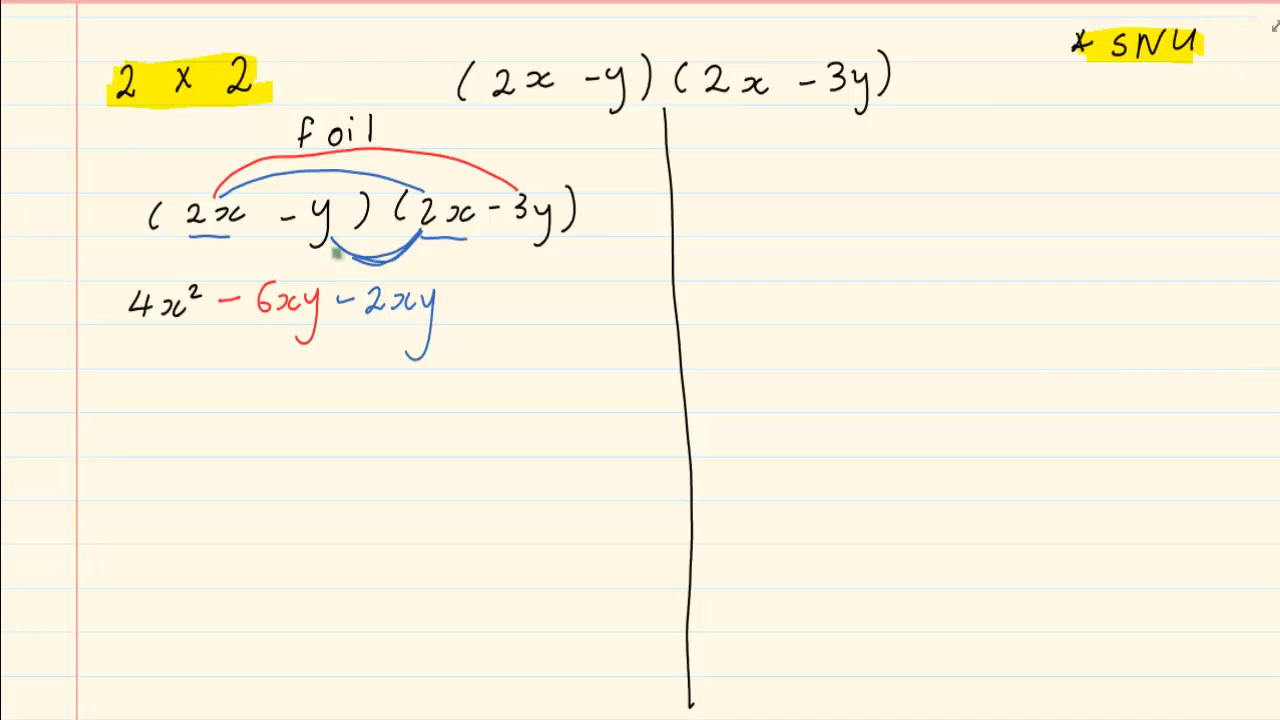 2 x 2
(2x - y)(2x - 3y)
* SNU
foil
(2x - y)(2x - 3y)
4x² - 6xy - 2xy